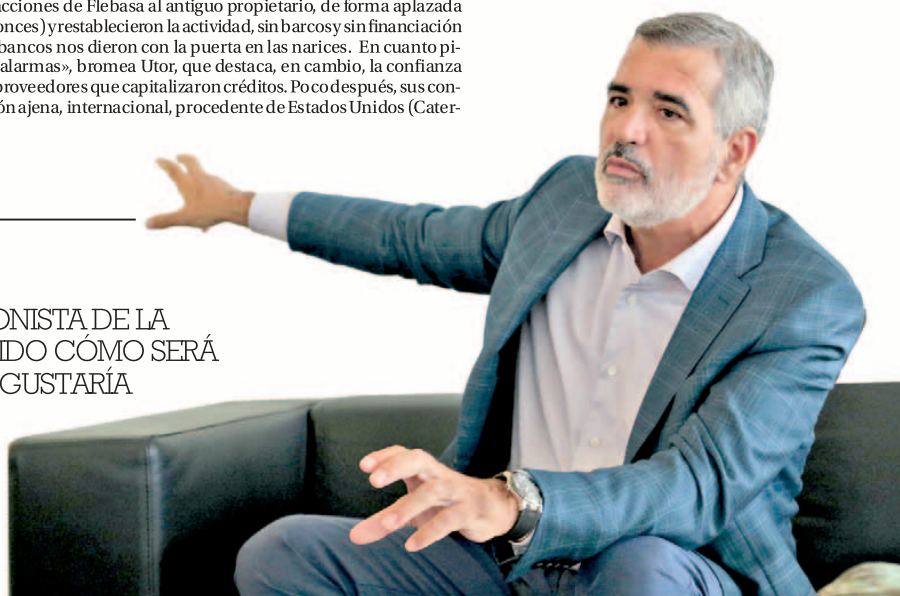 acciones de Flebasa al antiguo propietario, de forma aplazada
onces) y restablecieron la actividad, sin barcos y sin financiación
bancos nos dieron con la puerta en las narices. En cuanto pi-
alarmas», bromea Utor, que destaca, en cambio, la confianza
proveedores que capitalizaron créditos. Poco después, sus con-
ón ajena, internacional, procedente de Estados Unidos (Cater-
ONISTA DE LA
IDO CÓMO SERÁ
GUSTARÍA